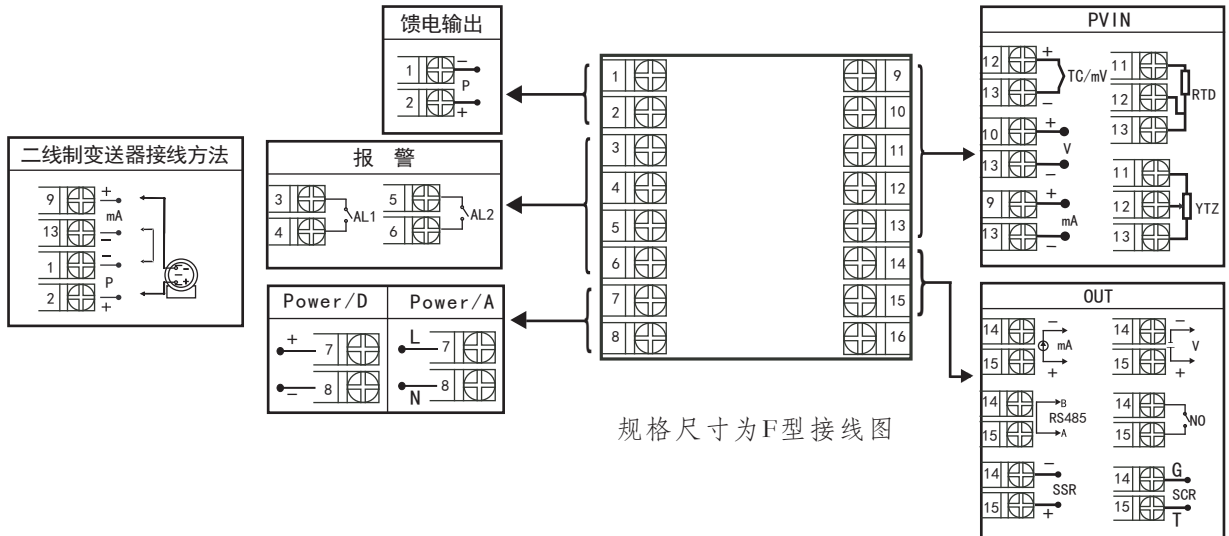 馈电输出
1 −
P
2 +
二线制变送器接线方法
9 +
mA
13 −
1 −
P
2 +
− +
报 警
3 5
AL1 AL2
4 6
Power/D Power/A
+ 7 L 7
− 8 N 8
1 9
2 10
3 11
4 12
5 13
6 14
7 15
8 16
规格尺寸为F型接线图
PVIN
12 +
TC/mV
13 −
11
12 RTD
13
10 +
V
13 −
11
12 YTZ
13
9 +
mA
13 −
OUT
14 − 14 −
mA V
15 + 15 +
14 B 14
RS485 NO
15 A 15
14 − 14 G
SSR SCR
15 + 15 T